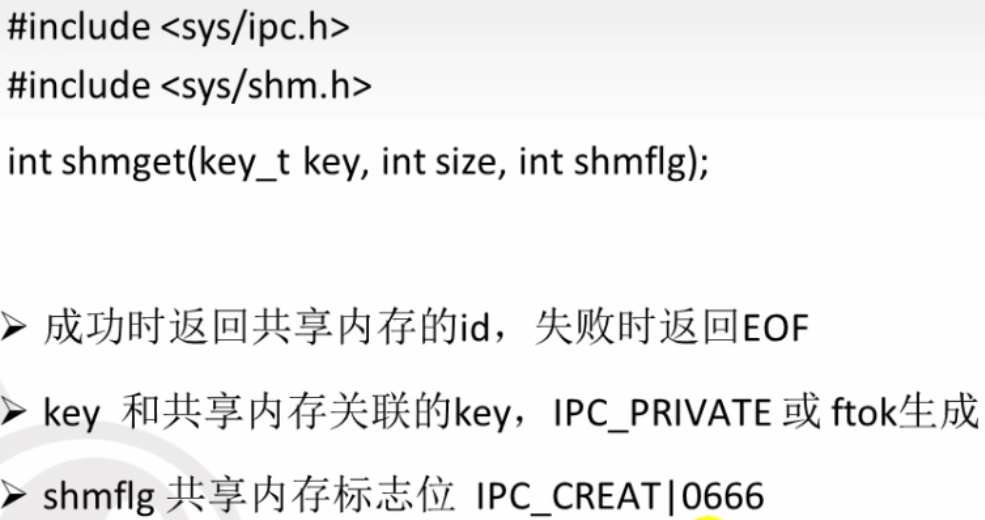 #include <sys/ipc.h>
#include <sys/shm.h>
int shmget(key_t key, int size, int shmflg);
➢ 成功时返回共享内存的id，失败时返回EOF
➢ key 和共享内存关联的key，IPC_PRIVATE 或 ftok生成
➢ shmflg 共享内存标志位 IPC_CREAT|0666